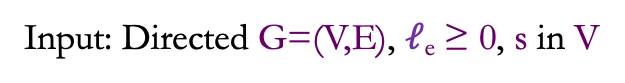 Input: Directed G=(V,E), ℓₑ ≥ 0, s in V